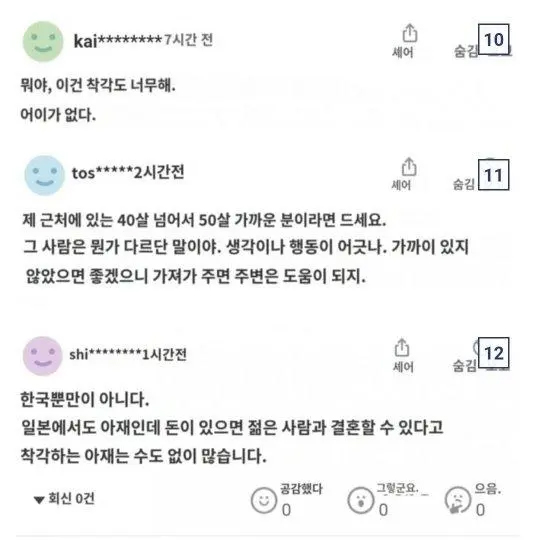 kai******** 7시간 전
셰어
숨김
10
뭐야, 이건 착각도 너무해.
어이가 없다.
tos*****2시간전
셰어
숨김
11
제 근처에 있는 40살 넘어서 50살 가까운 분이라면 드세요.
그 사람은 뭔가 다르단 말이야. 생각이나 행동이 어긋나. 가까이 있지
않았으면 좋겠으니 가져가 주면 주변은 도움이 되지.
shi********1시간전
셰어
숨김
12
한국뿐만이 아니다.
일본에서도 아재인데 돈이 있으면 젊은 사람과 결혼할 수 있다고
착각하는 아재는 수도 없이 많습니다.
▼회신 0건
공감했다
0
그렇군요.
0
으음.
0